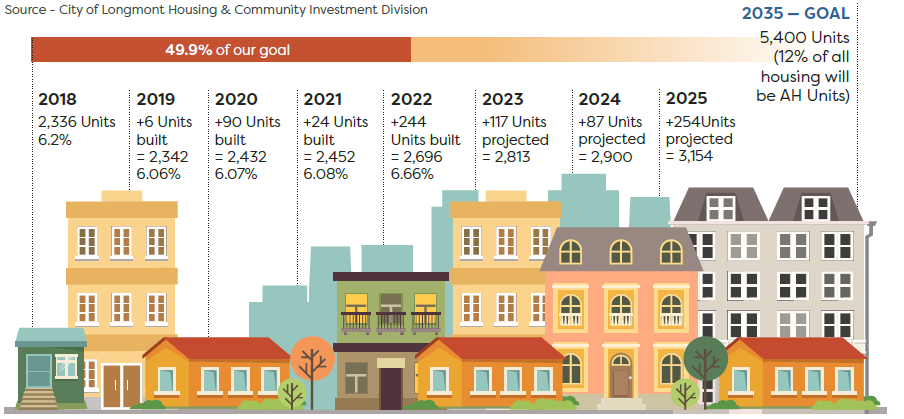 Source - City of Longmont Housing & Community Investment Division
2035 – GOAL
5,400 Units
(12% of all
housing will
be AH Units)
49.9% of our goal
2018
2,336 Units
6.2%
2019
+6 Units
built
= 2,342
6.06%
2020
+90 Units
built
= 2,432
6.07%
2021
+24 Units
built
= 2,452
6.08%
2022
+244
Units built
= 2,696
6.66%
2023
+117 Units
projected
= 2,813
2024
+87 Units
projected
= 2,900
2025
+254Units
projected
= 3,154